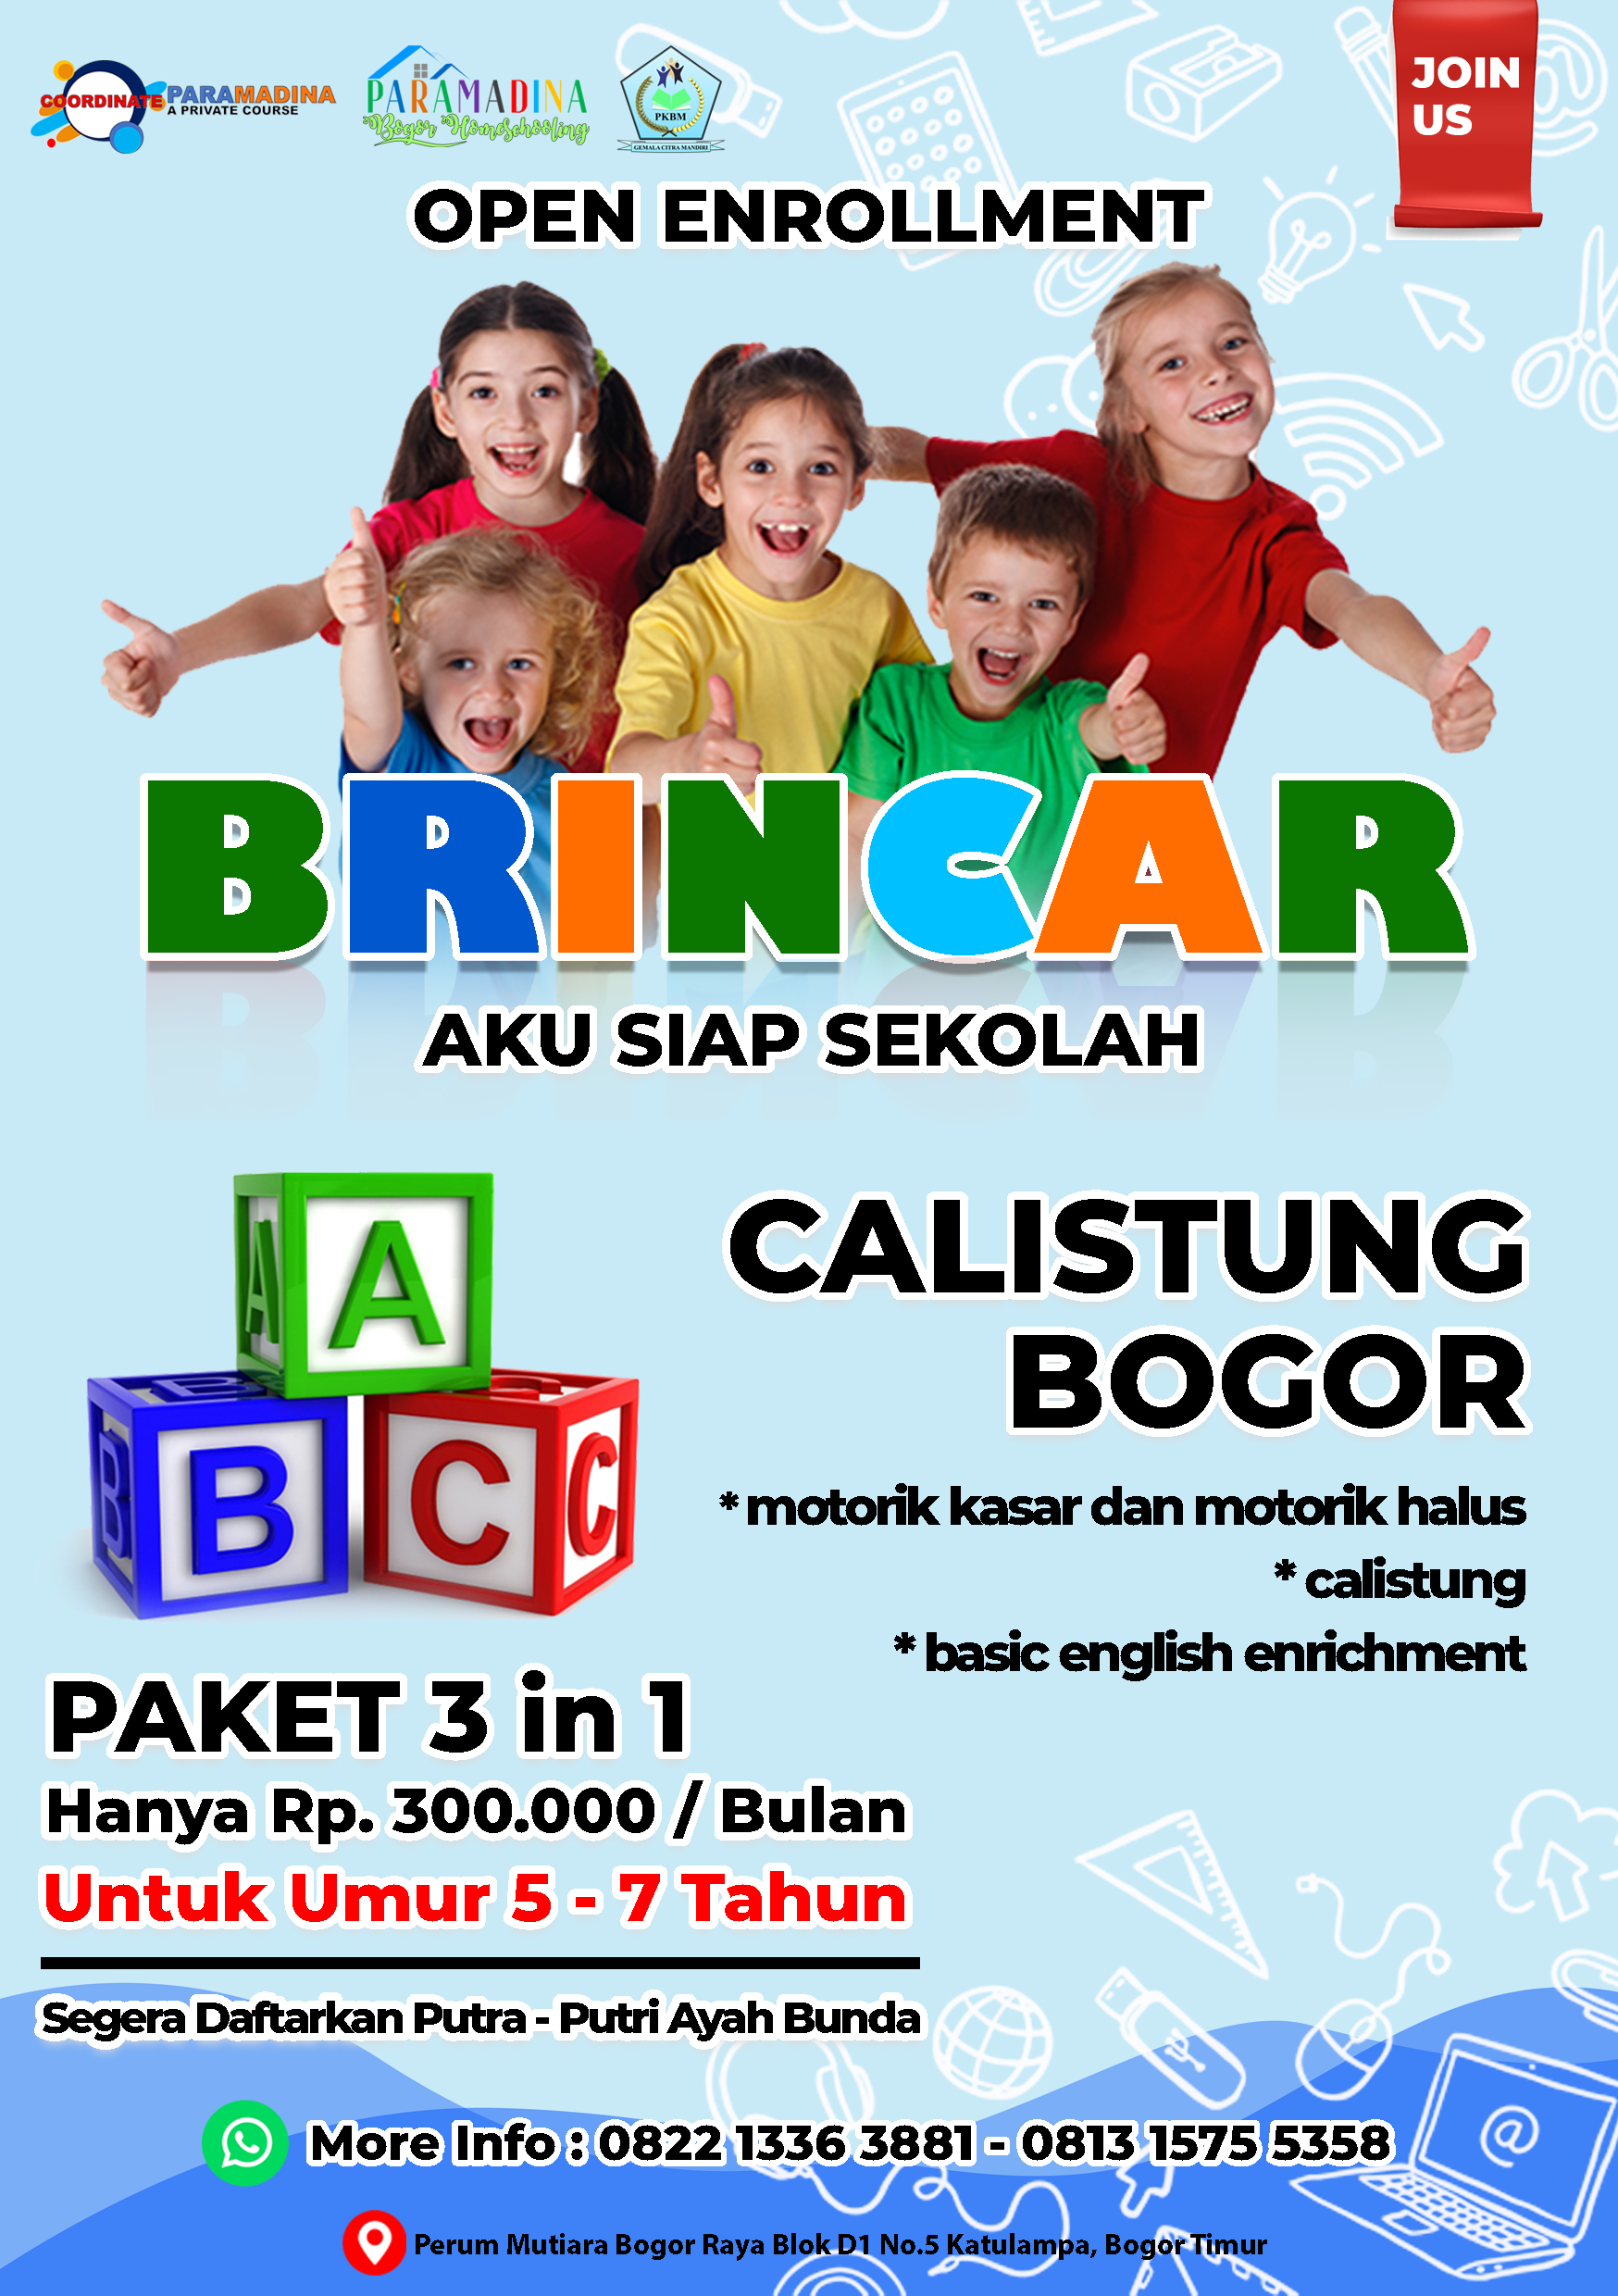 COORDINATE PARAMADINA
A PRIVATE COURSE
PARAMADINA
Bogor Homeschooling
PKBM
GEMALA CITRA MANDIRI
JOIN
US
OPEN ENROLLMENT
BRINCAR
AKU SIAP SEKOLAH
A A
B B B
C C C
CALISTUNG
BOGOR
* motorik kasar dan motorik halus
* calistung
* basic english enrichment
PAKET 3 in 1
Hanya Rp. 300.000 / Bulan
Untuk Umur 5 - 7 Tahun
Segera Daftarkan Putra - Putri Ayah Bunda
More Info : 0822 1336 3881 - 0813 1575 5358
Perum Mutiara Bogor Raya Blok D1 No.5 Katulampa, Bogor Timur